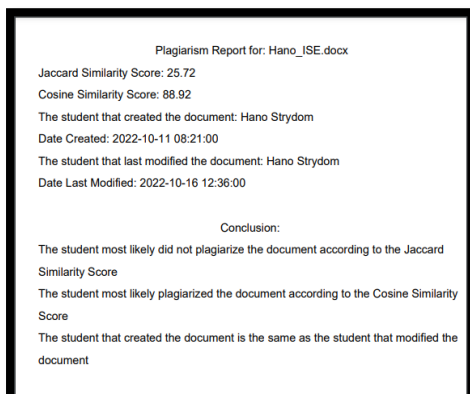 Plagiarism Report for: Hano_ISE.docx
Jaccard Similarity Score: 25.72
Cosine Similarity Score: 88.92
The student that created the document: Hano Strydom
Date Created: 2022-10-11 08:21:00
The student that last modified the document: Hano Strydom
Date Last Modified: 2022-10-16 12:36:00
Conclusion:
The student most likely did not plagiarize the document according to the Jaccard
Similarity Score
The student most likely plagiarized the document according to the Cosine Similarity
Score
The student that created the document is the same as the student that modified the
document